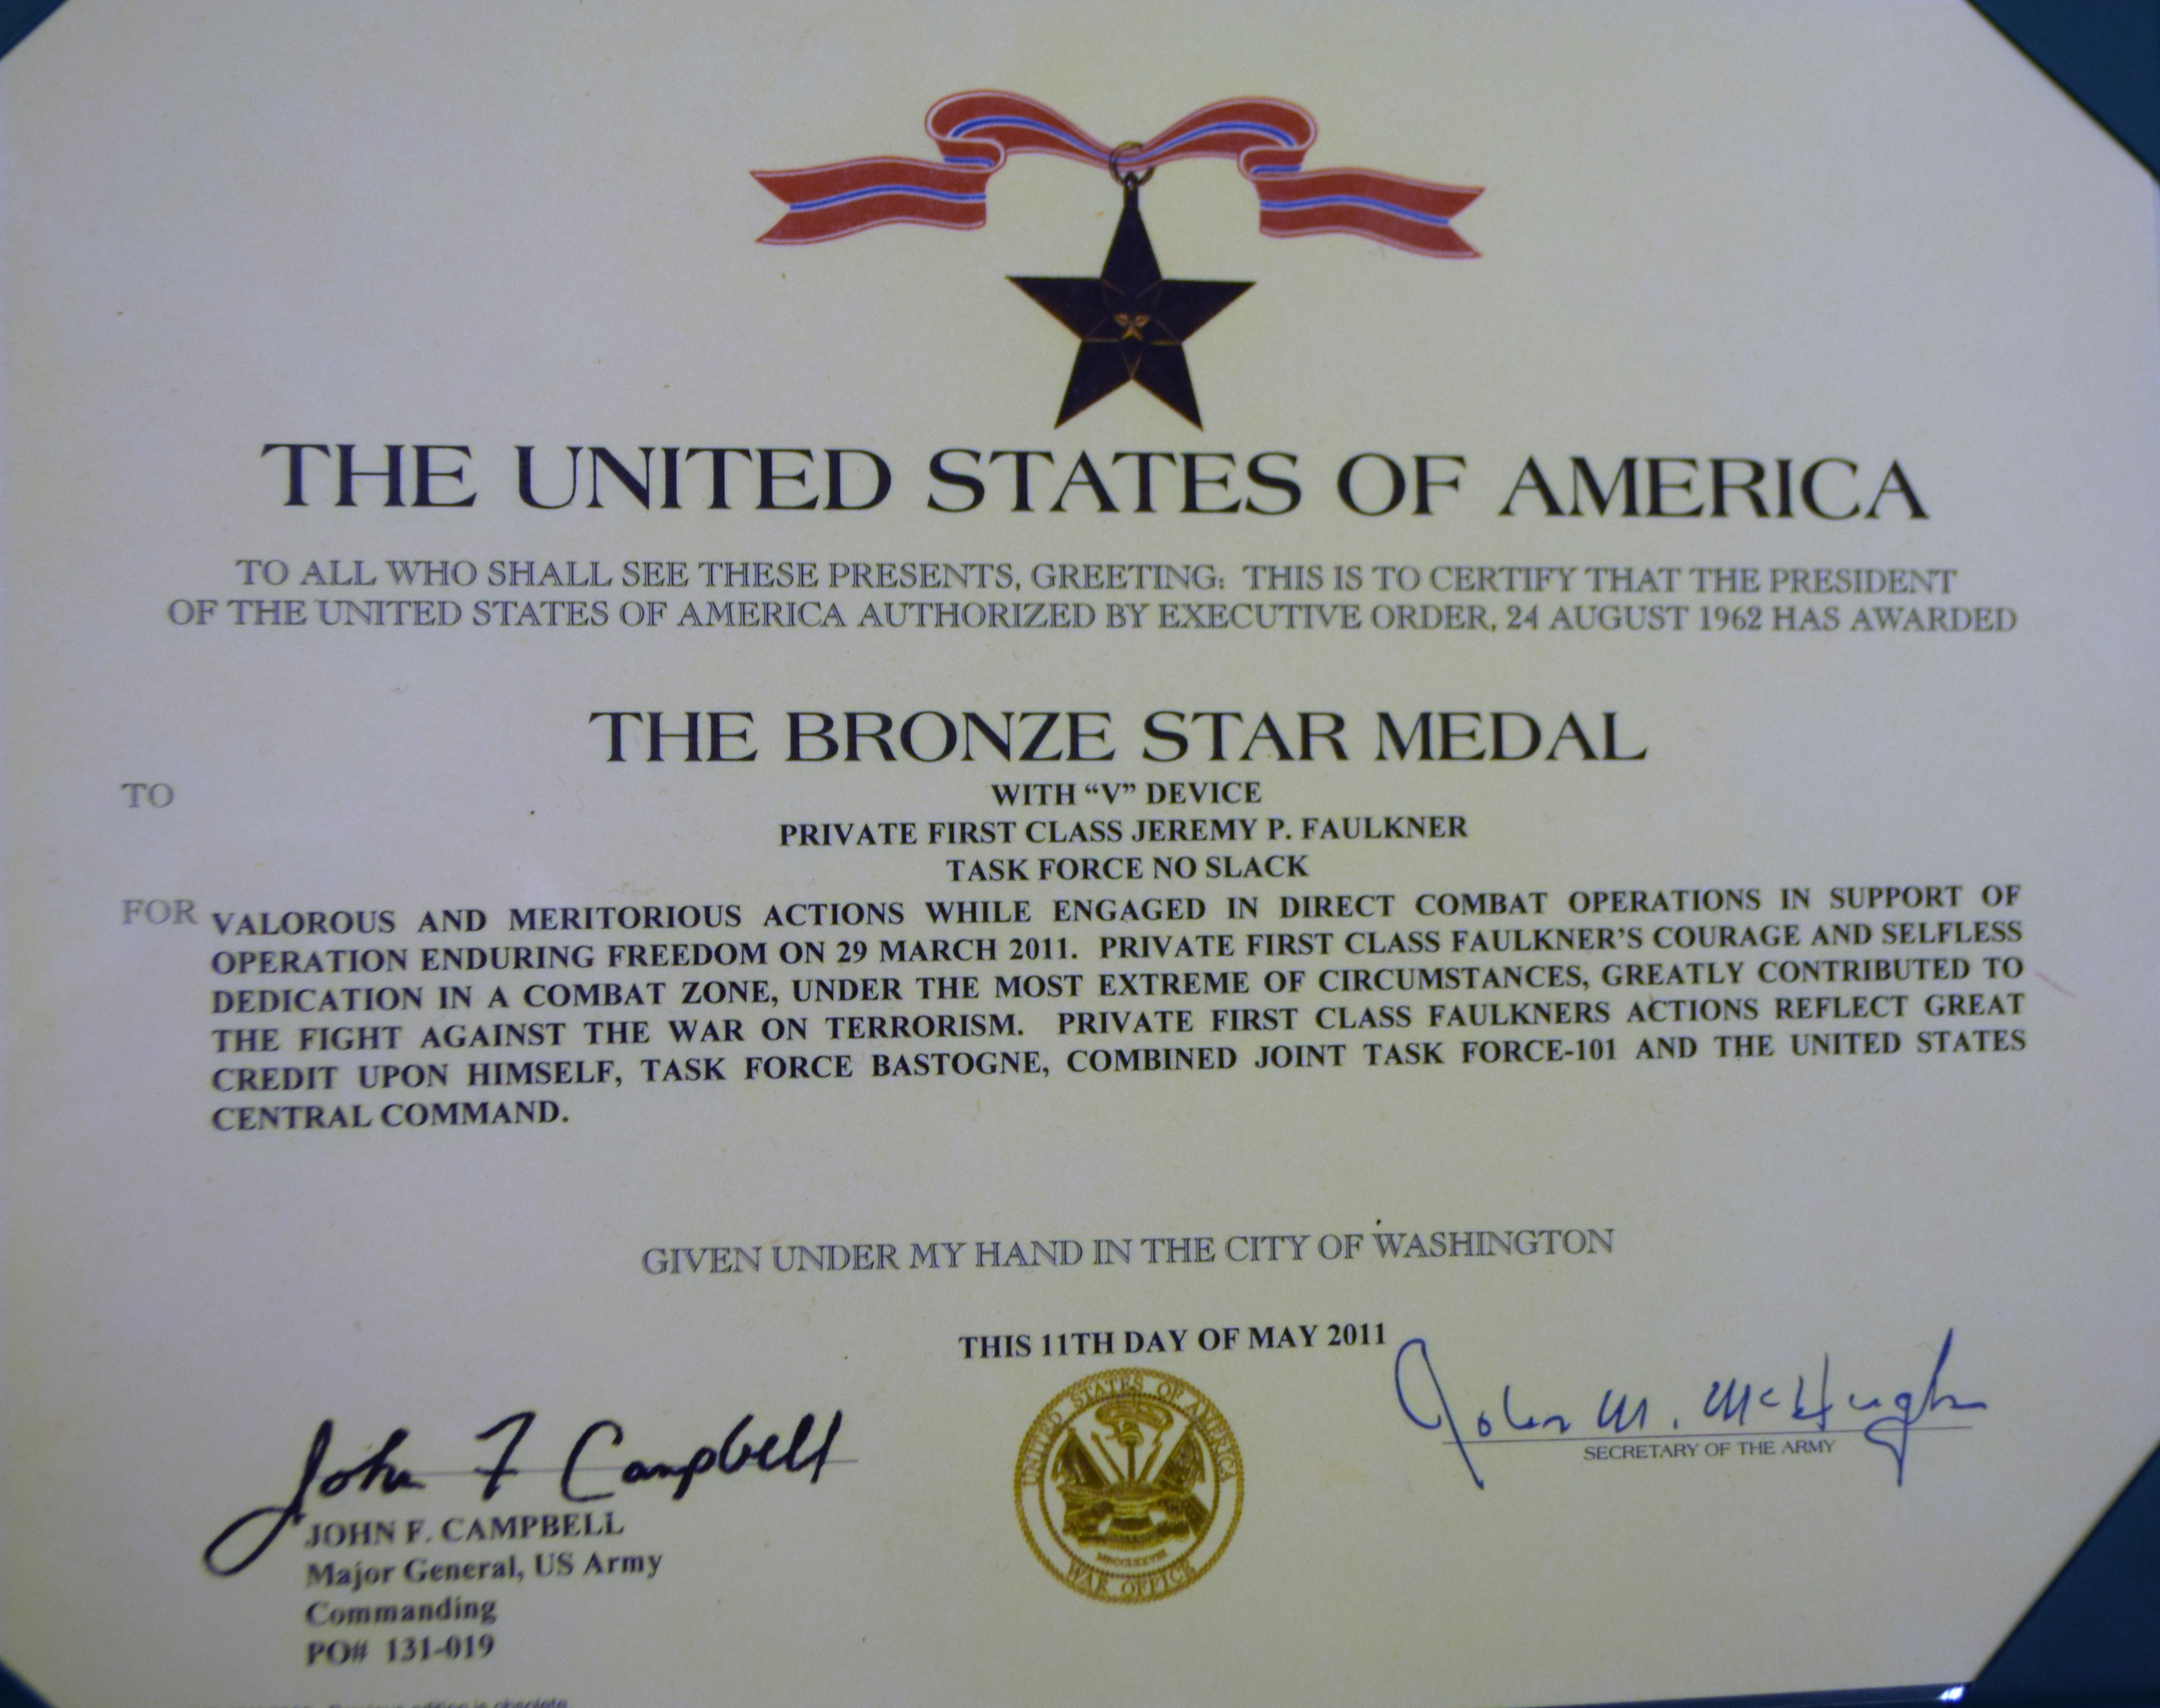 THE UNITED STATES OF AMERICA
TO ALL WHO SHALL SEE THESE PRESENTS, GREETING: THIS IS TO CERTIFY THAT THE PRESIDENT
OF THE UNITED STATES OF AMERICA AUTHORIZED BY EXECUTIVE ORDER, 24 AUGUST 1962 HAS AWARDED
THE BRONZE STAR MEDAL
TO
WITH “V” DEVICE
PRIVATE FIRST CLASS JEREMY P. FAULKNER
TASK FORCE NO SLACK
FOR VALOROUS AND MERITORIOUS ACTIONS WHILE ENGAGED IN DIRECT COMBAT OPERATIONS IN SUPPORT OF
OPERATION ENDURING FREEDOM ON 29 MARCH 2011. PRIVATE FIRST CLASS FAULKNER’S COURAGE AND SELFLESS
DEDICATION IN A COMBAT ZONE, UNDER THE MOST EXTREME OF CIRCUMSTANCES, GREATLY CONTRIBUTED TO
THE FIGHT AGAINST THE WAR ON TERRORISM. PRIVATE FIRST CLASS FAULKNERS ACTIONS REFLECT GREAT
CREDIT UPON HIMSELF, TASK FORCE BASTOGNE, COMBINED JOINT TASK FORCE-101 AND THE UNITED STATES
CENTRAL COMMAND.
GIVEN UNDER MY HAND IN THE CITY OF WASHINGTON
THIS 11TH DAY OF MAY 2011
John F Campbell
JOHN F. CAMPBELL
Major General, US Army
Commanding
PO# 131-019
UNITED STATES OF AMERICA
WAR OFFICE
John M. McHugh
SECRETARY OF THE ARMY
Previous edition is obsolete